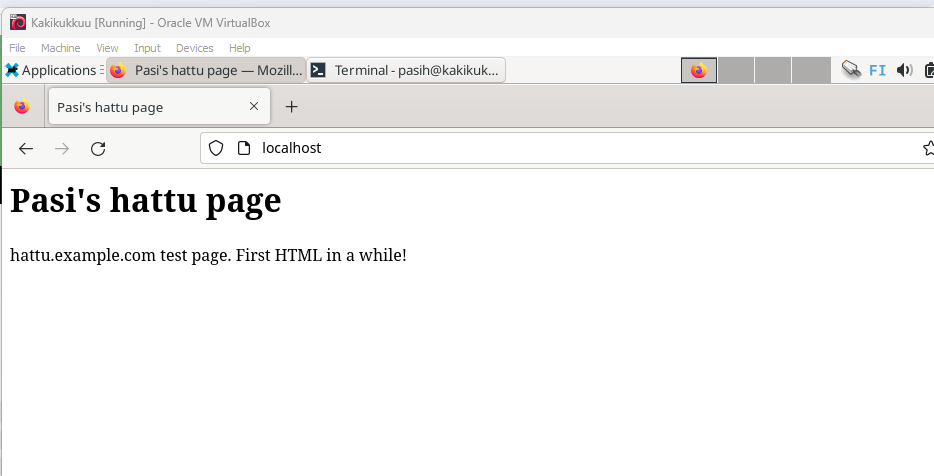 Kakikukkuu [Running] - Oracle VM VirtualBox
File Machine View Input Devices Help
Applications Pasi's hattu page — Mozill... Terminal - pasih@kakikuk... FI
Pasi's hattu page
localhost
Pasi's hattu page
hattu.example.com test page. First HTML in a while!